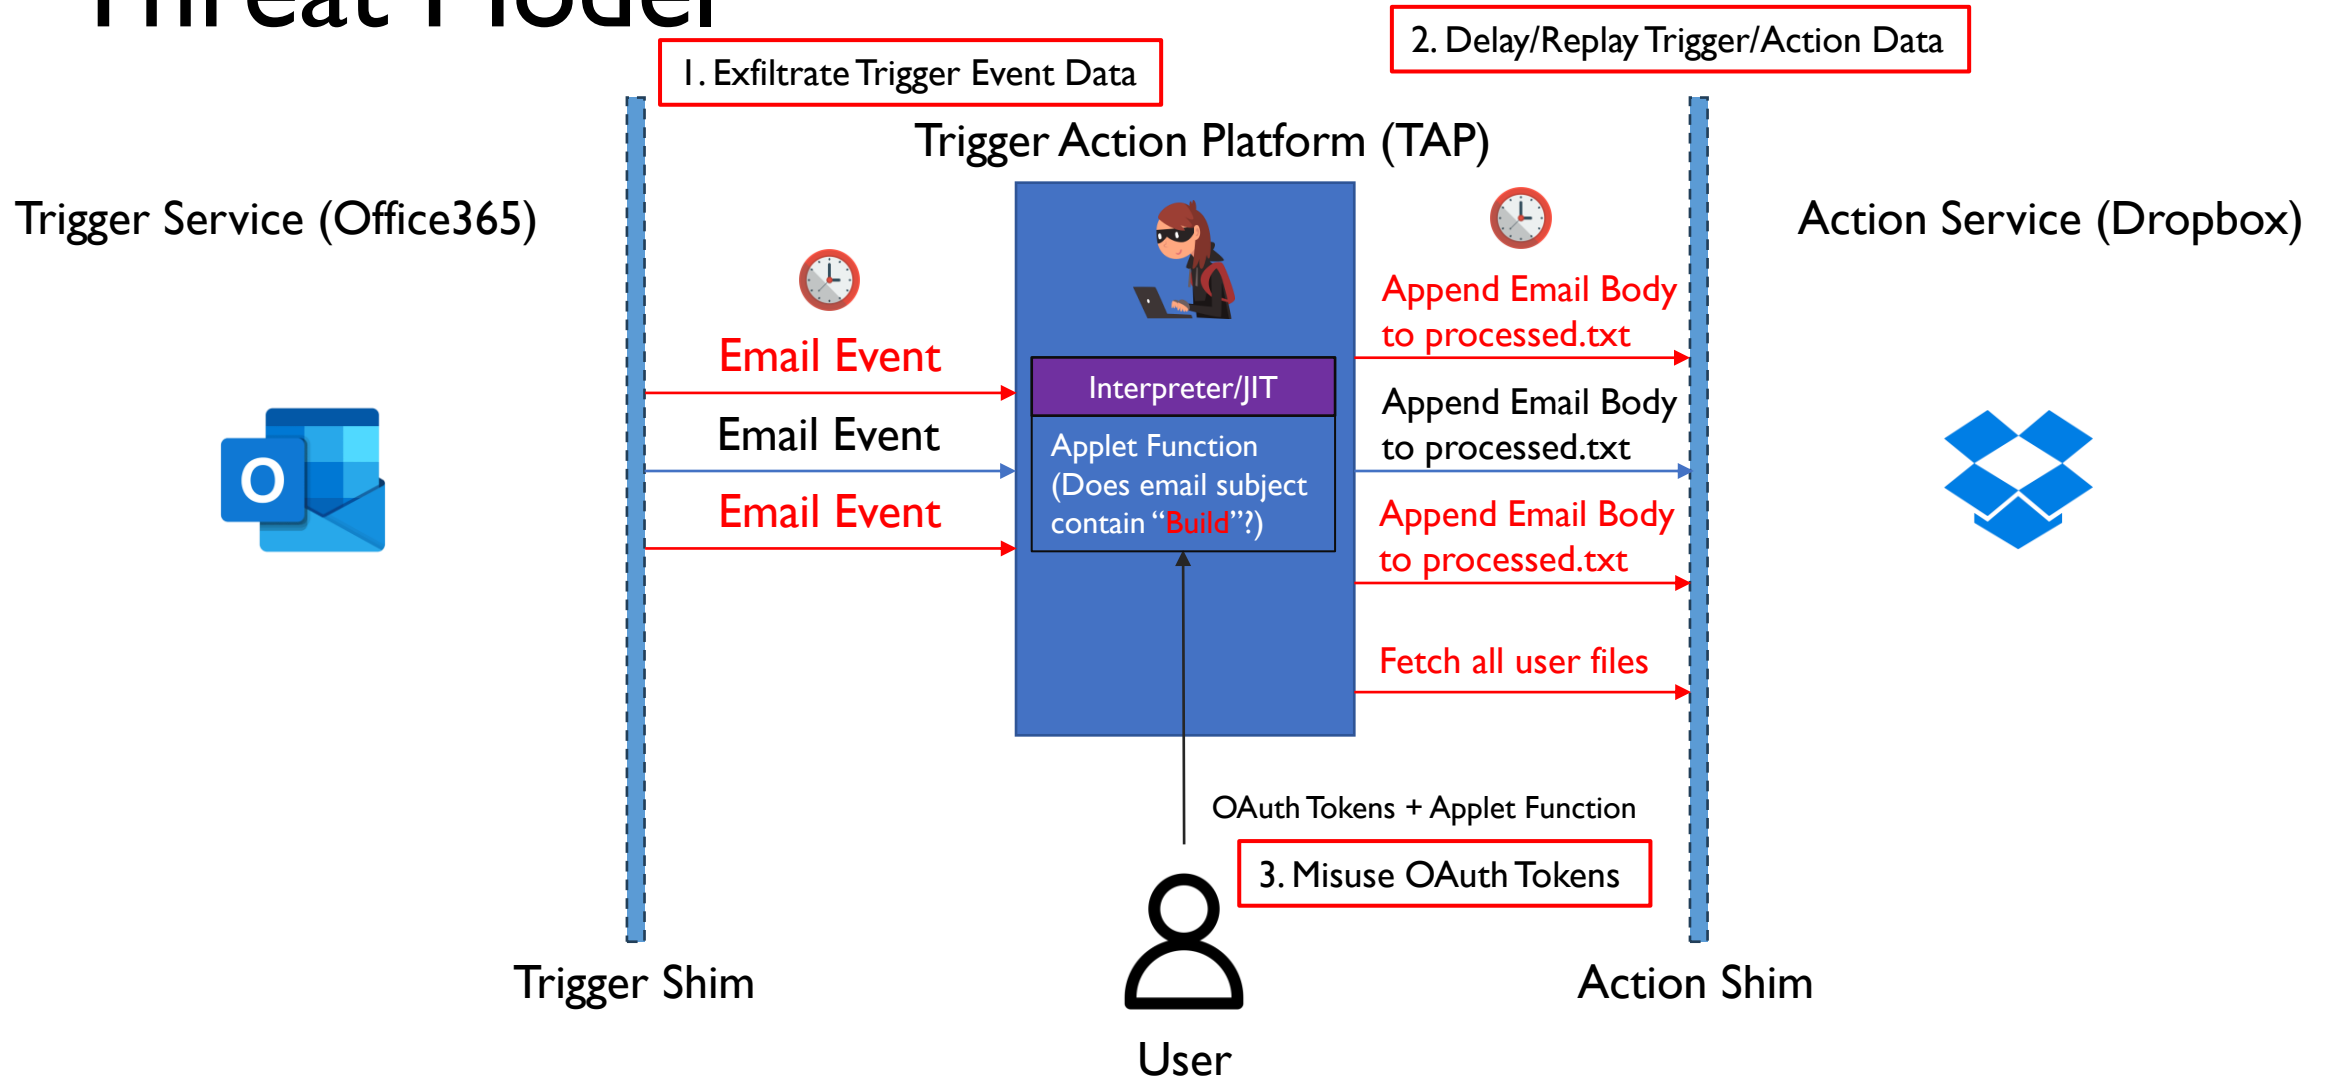 Threat Model
1. Exfiltrate Trigger Event Data
2. Delay/Replay Trigger/Action Data
Trigger Action Platform (TAP)
Trigger Service (Office365)
Action Service (Dropbox)
Email Event
Email Event
Email Event
Interpreter/JIT
Applet Function
(Does email subject
contain “Build”?)
Append Email Body
to processed.txt
Append Email Body
to processed.txt
Append Email Body
to processed.txt
Fetch all user files
O
OAuth Tokens + Applet Function
3. Misuse OAuth Tokens
Trigger Shim
Action Shim
User